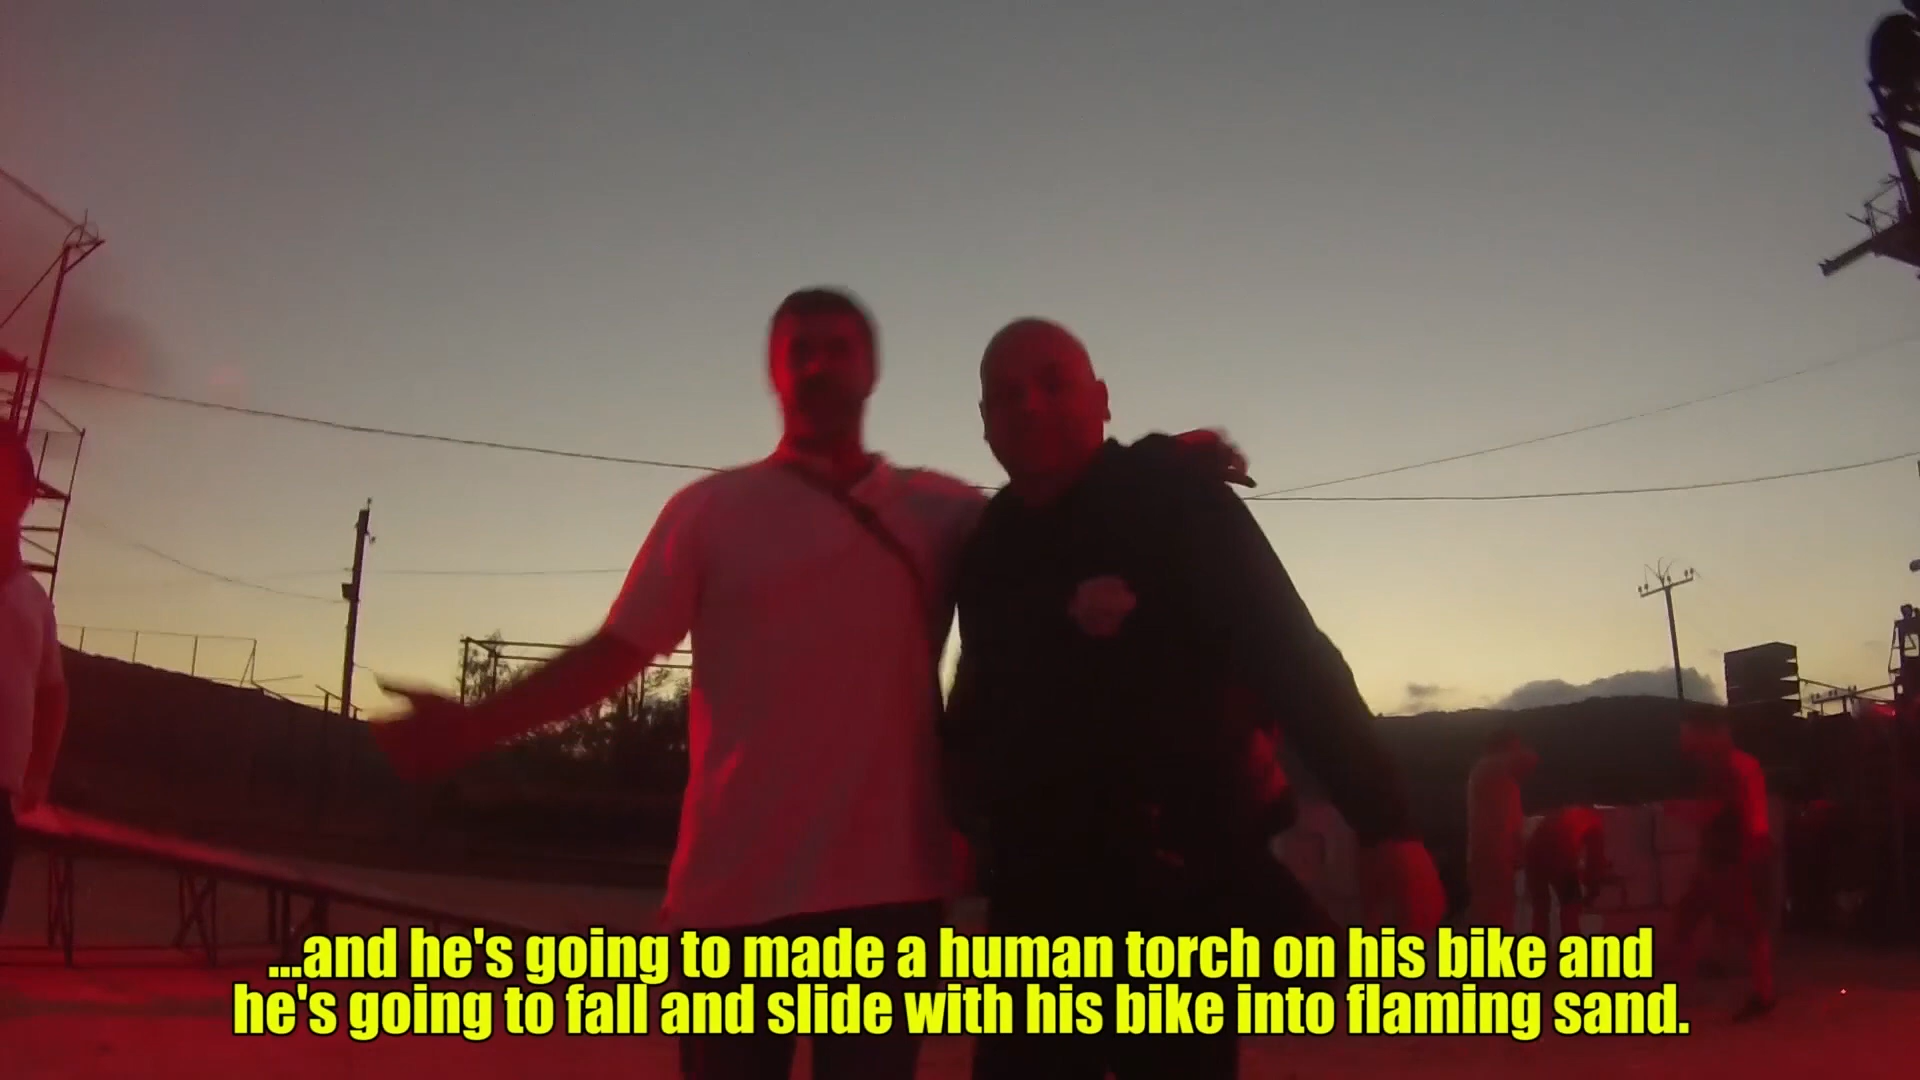 ...and he's going to made a human torch on his bike and
he's going to fall and slide with his bike into flaming sand.